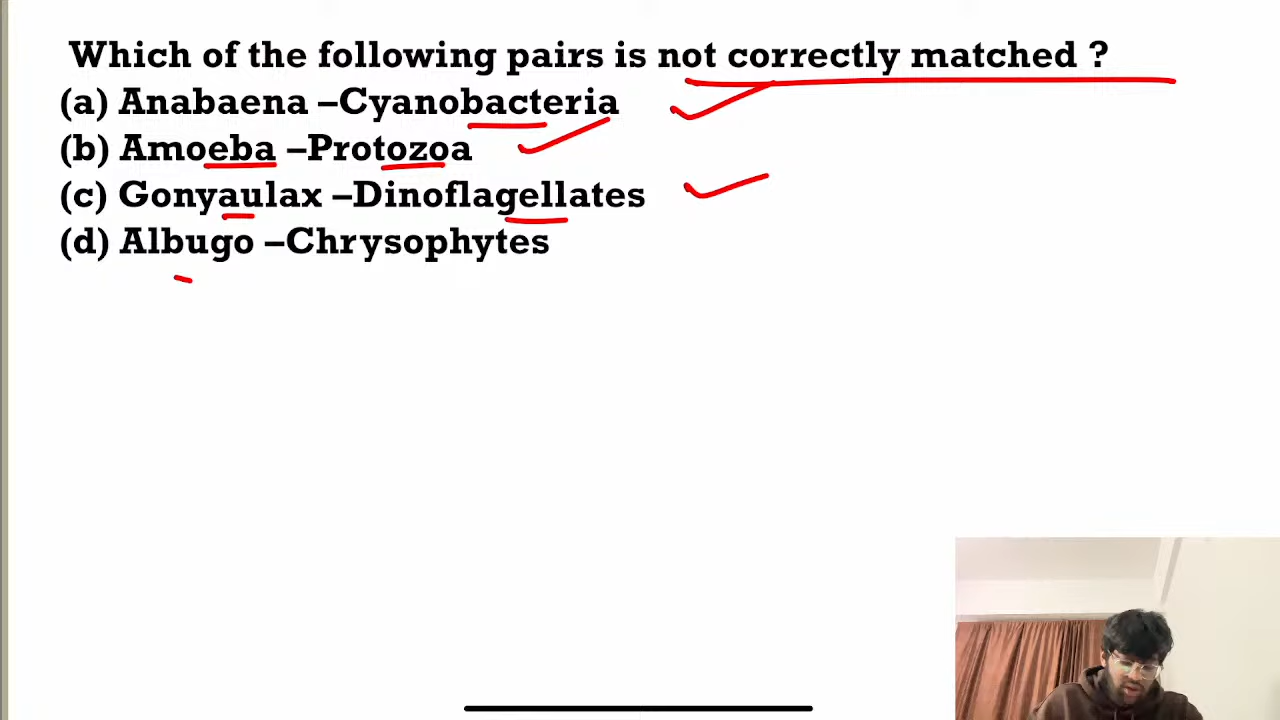 Which of the following pairs is not correctly matched ?
(a) Anabaena –Cyanobacteria
(b) Amoeba –Protozoa
(c) Gonyaulax –Dinoflagellates
(d) Albugo –Chrysophytes